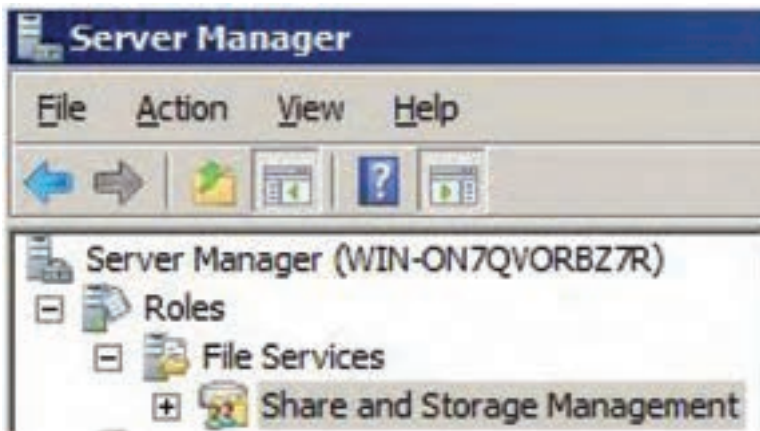 Server Manager
File Action View Help
Server Manager (WIN-ON7QVORBZ7R)
Roles
File Services
Share and Storage Management